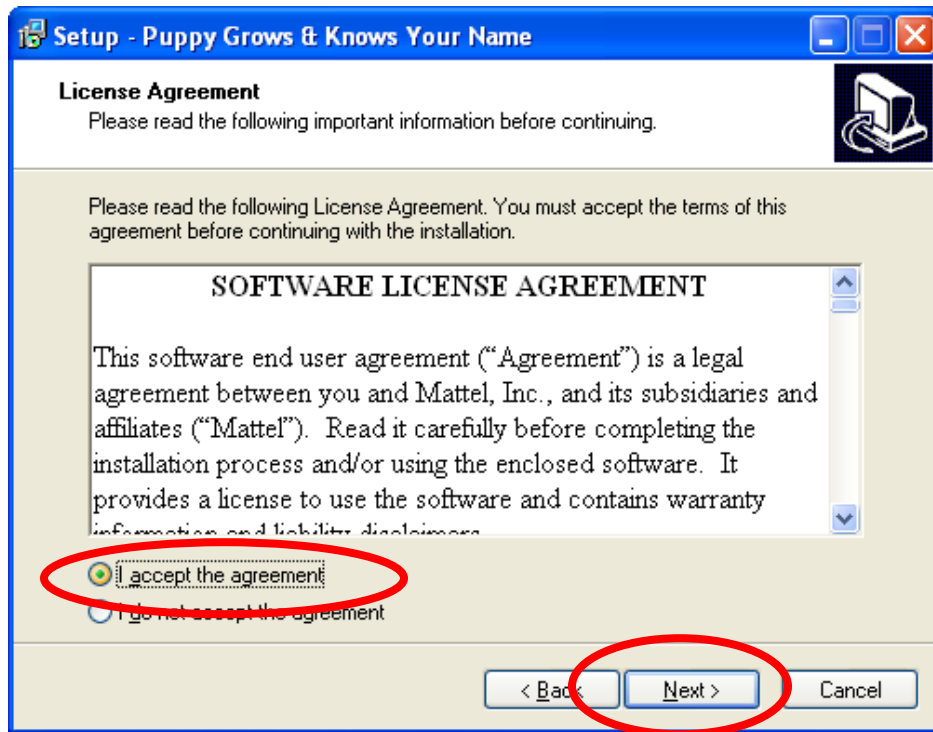 Setup - Puppy Grows & Knows Your Name
License Agreement
Please read the following important information before continuing.
Please read the following License Agreement. You must accept the terms of this
agreement before continuing with the installation.
SOFTWARE LICENSE AGREEMENT
This software end user agreement (“Agreement”) is a legal
agreement between you and Mattel, Inc., and its subsidiaries and
affiliates (“Mattel”).  Read it carefully before completing the
installation process and/or using the enclosed software.  It
provides a license to use the software and contains warranty
information and liability disclaimers
I accept the agreement
I do not accept the agreement
< Back
Next >
Cancel